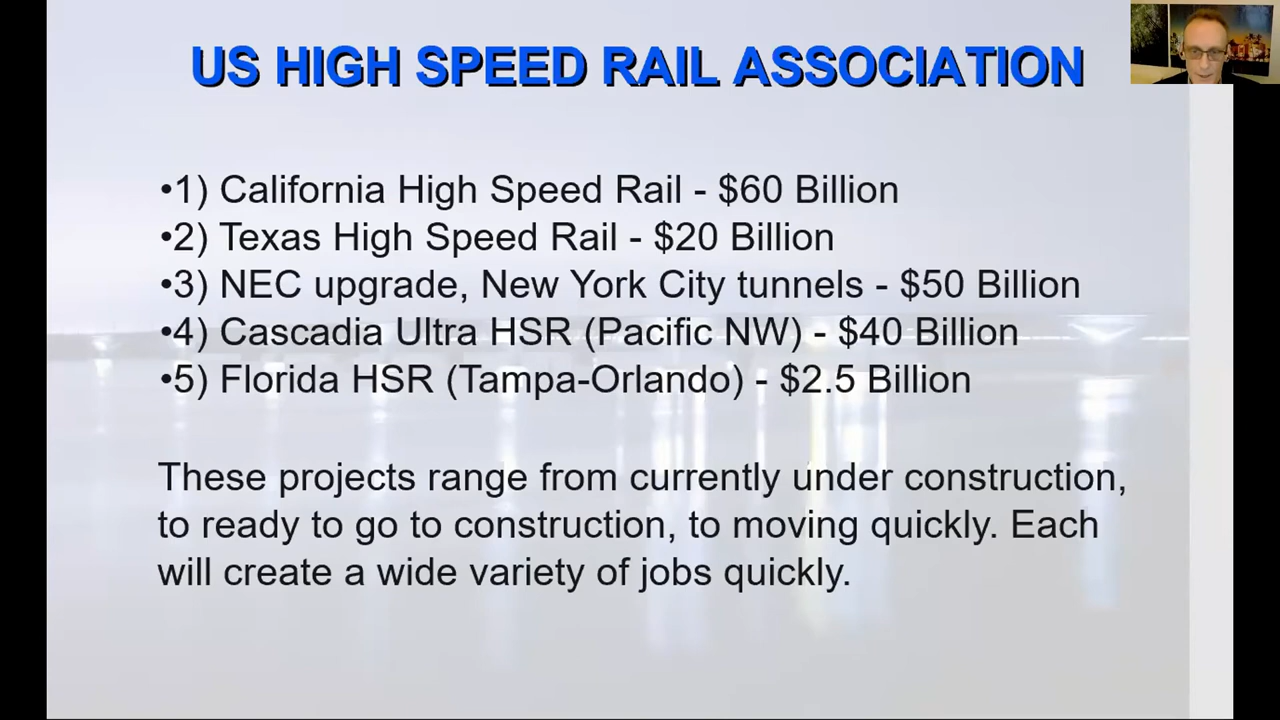 US HIGH SPEED RAIL ASSOCIATION
•1) California High Speed Rail - $60 Billion
•2) Texas High Speed Rail - $20 Billion
•3) NEC upgrade, New York City tunnels - $50 Billion
•4) Cascadia Ultra HSR (Pacific NW) - $40 Billion
•5) Florida HSR (Tampa-Orlando) - $2.5 Billion
These projects range from currently under construction,
to ready to go to construction, to moving quickly. Each
will create a wide variety of jobs quickly.